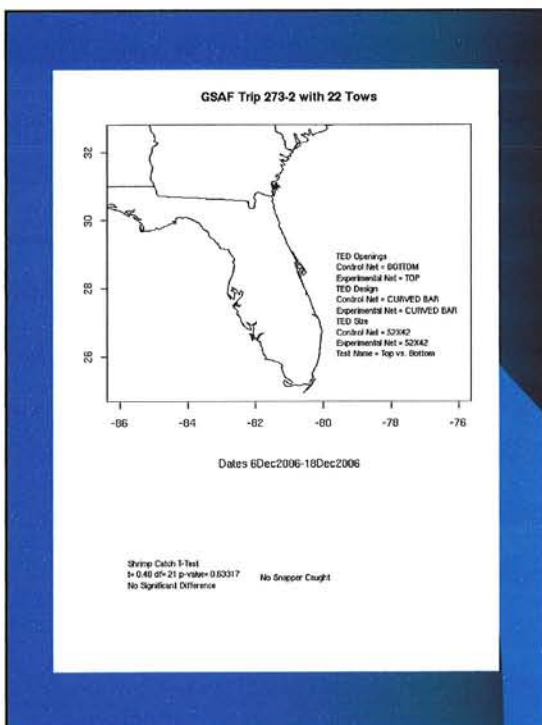 GSAF Trip 273-2 with 22 Tows
32
30
28
26
TED Openings
Control Net = BOTTOM
Experimental Net = TOP
TED Design
Control Net = CURVED BAR
Experimental Net = CURVED BAR
TED Size
Control Net = 52X42
Experimental Net = 52X42
Test Name = Top vs. Bottom
-86 -84 -82 -80 -78 -76
Dates 6Dec2006-18Dec2006
Shrimp Catch T-Test
t= 0.48 df= 21 p-value= 0.63317
No Significant Difference
No Snapper Caught